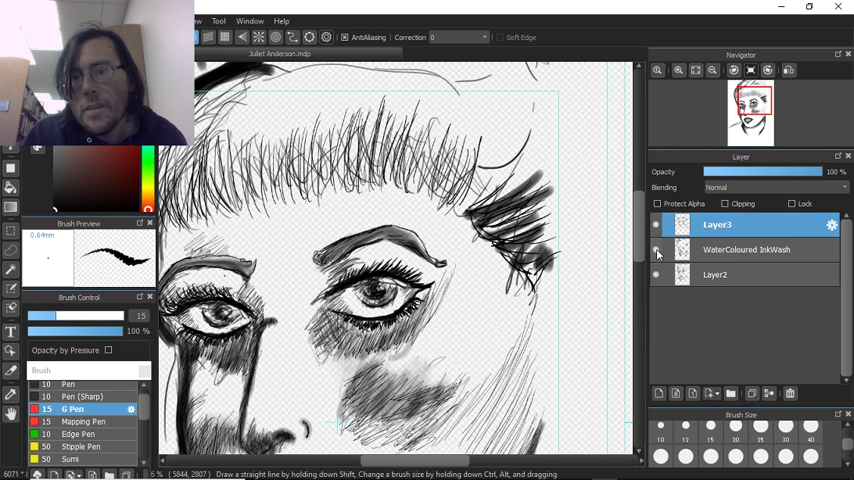 ew Tool Window Help
AntiAliasing Correction 0 Soft Edge
Juliet Anderson.mdp
Navigator
Layer
Opacity 100 %
Blending Normal
Protect Alpha Clipping Lock
Layer3
WaterColoured InkWash
Layer2
Brush Preview
0.64mm
Brush Control
15
100 %
Opacity by Pressure
Brush
10 Pen
10 Pen (Sharp)
15 G Pen
15 Mapping Pen
10 Edge Pen
50 Stipple Pen
50 Sumi
Brush Size
10 12 15 20 30 40
6071 * 6 % (5844, 2807) Draw a straight line by holding down Shift, Change a brush size by holding down Ctrl, Alt, and dragging